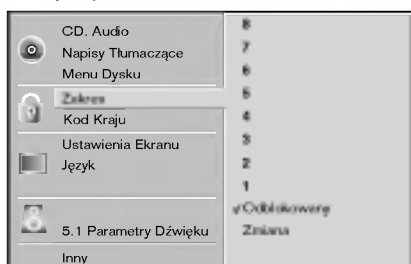 CD. Audio
Napisy Tłumaczące
Menu Dysku
Zakres
Kod Kraju
Ustawienia Ekranu
Język
5.1 Parametry Dźwięku
Inny
8
7
6
5
4
3
2
1
√Odblokowany
Zmiana